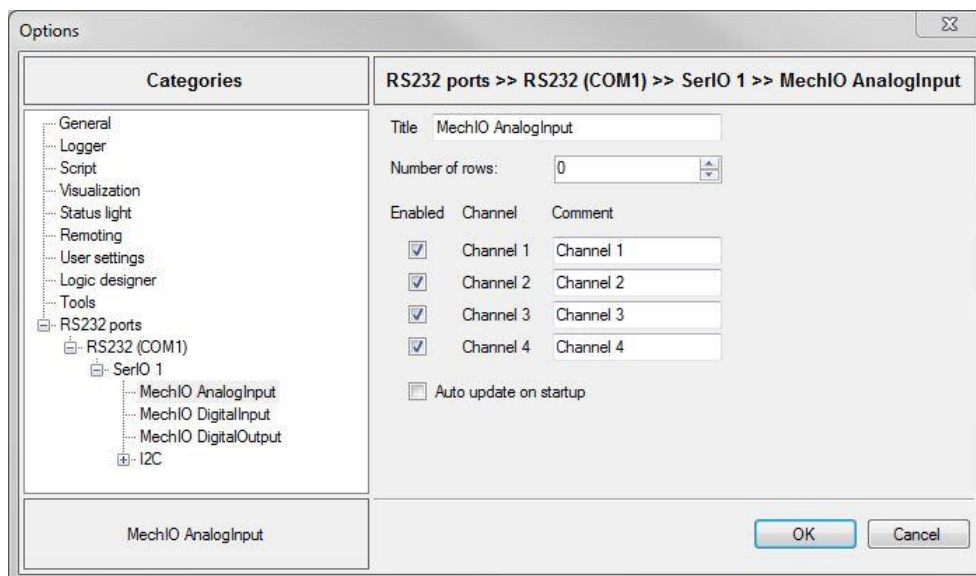 Options
Categories
General
Logger
Script
Visualization
Status light
Remoting
User settings
Logic designer
Tools
RS232 ports
RS232 (COM1)
SerIO 1
MechIO AnalogInput
MechIO DigitalInput
MechIO DigitalOutput
I2C
MechIO AnalogInput
RS232 ports >> RS232 (COM1) >> SerIO 1 >> MechIO AnalogInput
Title MechIO AnalogInput
Number of rows: 0
Enabled Channel Comment
Channel 1 Channel 1
Channel 2 Channel 2
Channel 3 Channel 3
Channel 4 Channel 4
Auto update on startup
OK Cancel